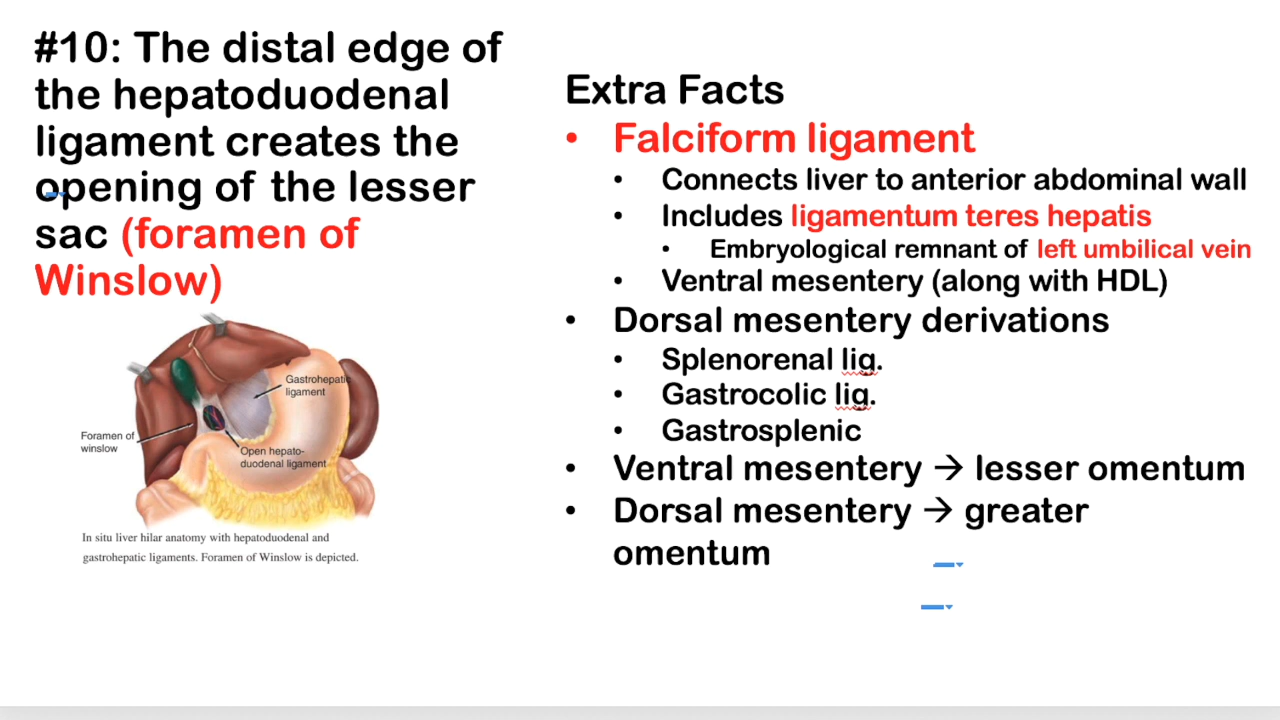 #10: The distal edge of
the hepatoduodenal
ligament creates the
opening of the lesser
sac (foramen of
Winslow)
Gastrohepatic
ligament
Foramen of
winslow
Open hepato-
duodenal ligament
In situ liver hilar anatomy with hepatoduodenal and
gastrohepatic ligaments. Foramen of Winslow is depicted.
Extra Facts
• Falciform ligament
• Connects liver to anterior abdominal wall
• Includes ligamentum teres hepatis
• Embryological remnant of left umbilical vein
• Ventral mesentery (along with HDL)
• Dorsal mesentery derivations
• Splenorenal lig.
• Gastrocolic lig.
• Gastrosplenic
• Ventral mesentery → lesser omentum
• Dorsal mesentery → greater
omentum